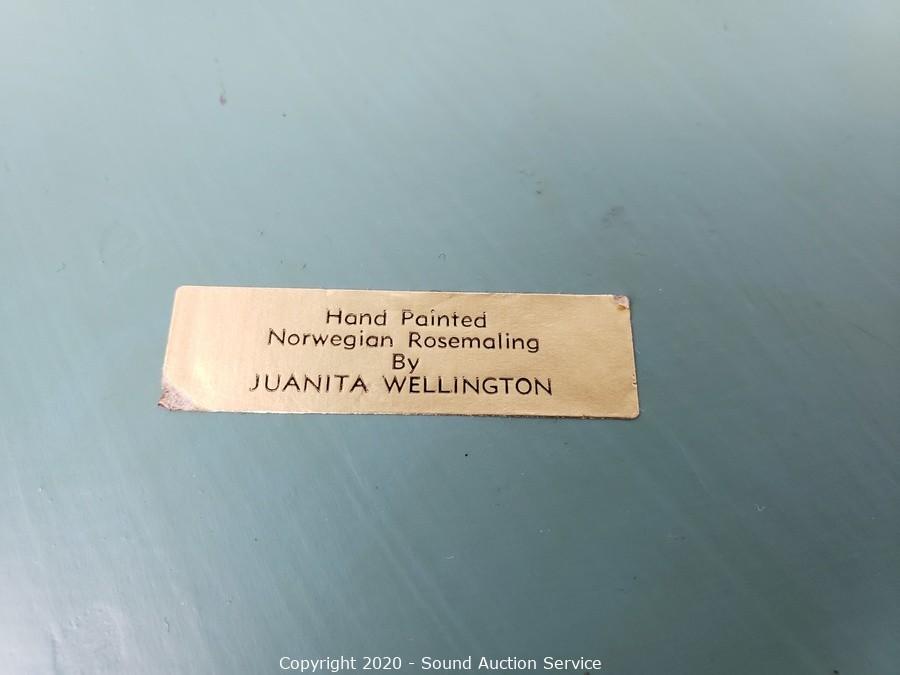 Hand Painted
Norwegian Rosemaling
By
JUANITA WELLINGTON
Copyright 2020 - Sound Auction Service